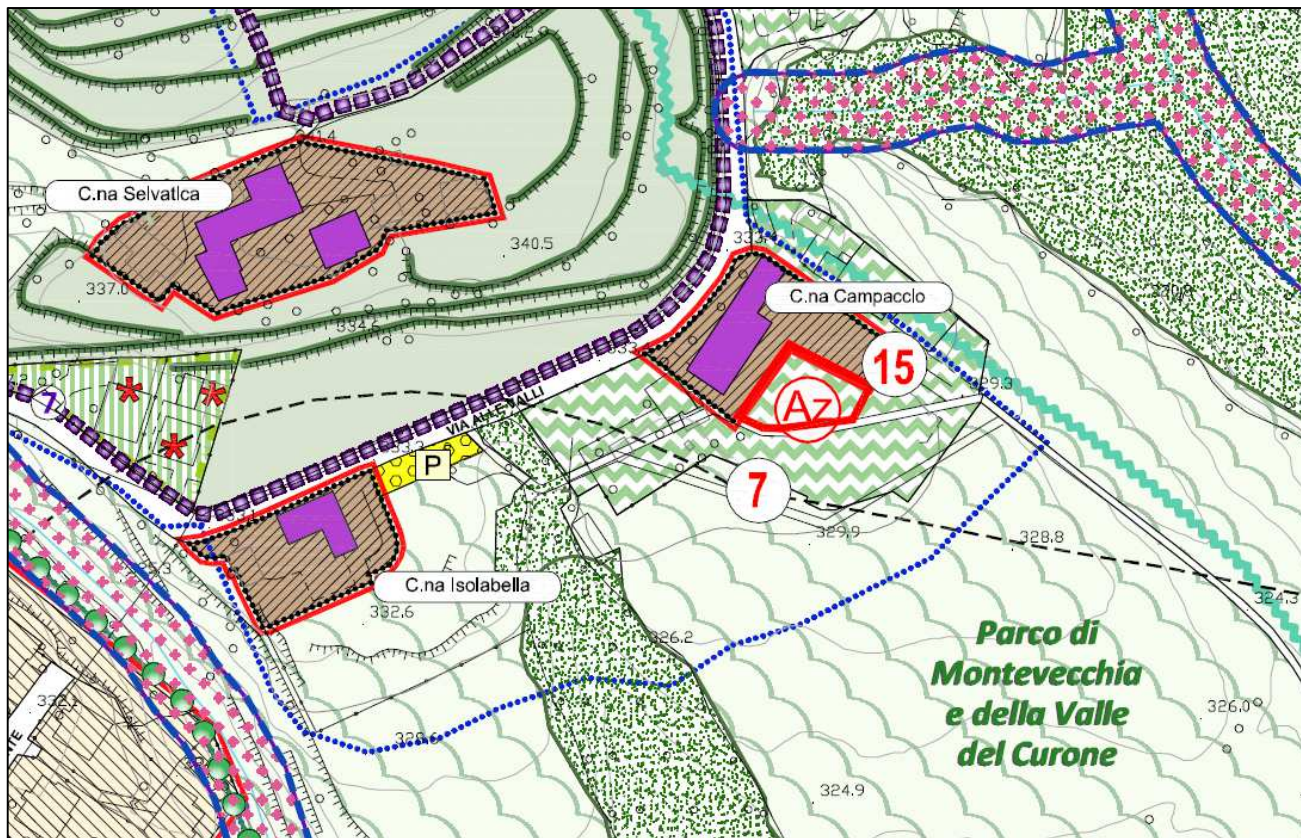 C.na Selvatica
340.5
337.0
334.6
C.na Campaccio
15
329.3
Az
7
VIA ALLE VALLI
P
7
329.9
328.8
324.3
C.na Isolabella
332.6
326.2
Parco di
Montevecchia
e della Valle
del Curone
326.0
332.1
324.9